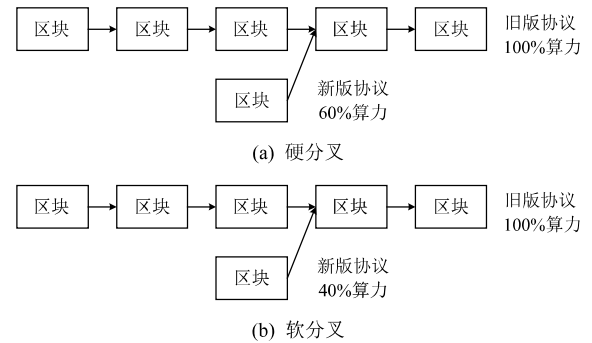 区块 区块 区块 区块 区块 旧版协议
100%算力
区块 新版协议
60%算力
(a) 硬分叉
区块 区块 区块 区块 区块 旧版协议
100%算力
区块 新版协议
40%算力
(b) 软分叉